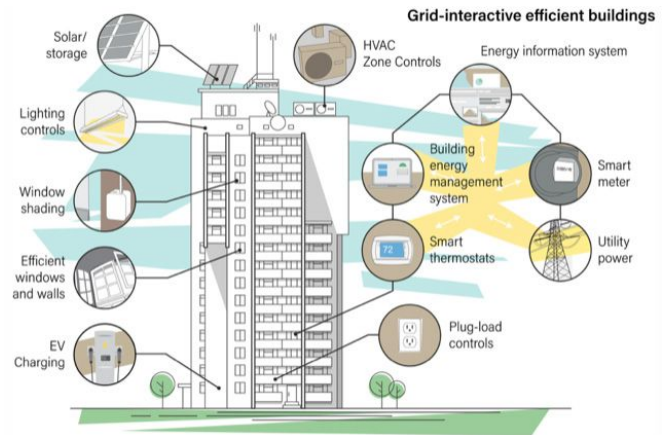 Grid-interactive efficient buildings
Solar/
storage
HVAC
Zone Controls
Energy information system
Lighting
controls
Building
energy
management
system
Smart
meter
Window
shading
Smart
thermostats
72
Utility
power
Efficient
windows
and walls
EV
Charging
Plug-load
controls